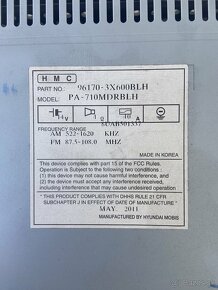 HMC
PART NO. 96170-3X600BLH
MODEL: PA-710MDRBLH
V Ω A
FREQUENCY RANGE
AM 522-1620 KHZ
FM 87.5-108.0 MHZ
MADE IN KOREA
This device complies with part 15 of the FCC Rules.
Operation is Subject to the following two conditions:
(1) this device may not cause harmful interference, and
(2) this device must accept any interference
received, including interference that may cause
undesired operation.
THIS PRODUCT COMPLIES WITH DHHS RULE 21 CFR
SUBCHAPTER J IN EFFECT AT DATE OF MANUFACTURE
MAY. 2011
MANUFACTURED BY HYUNDAI MOBIS